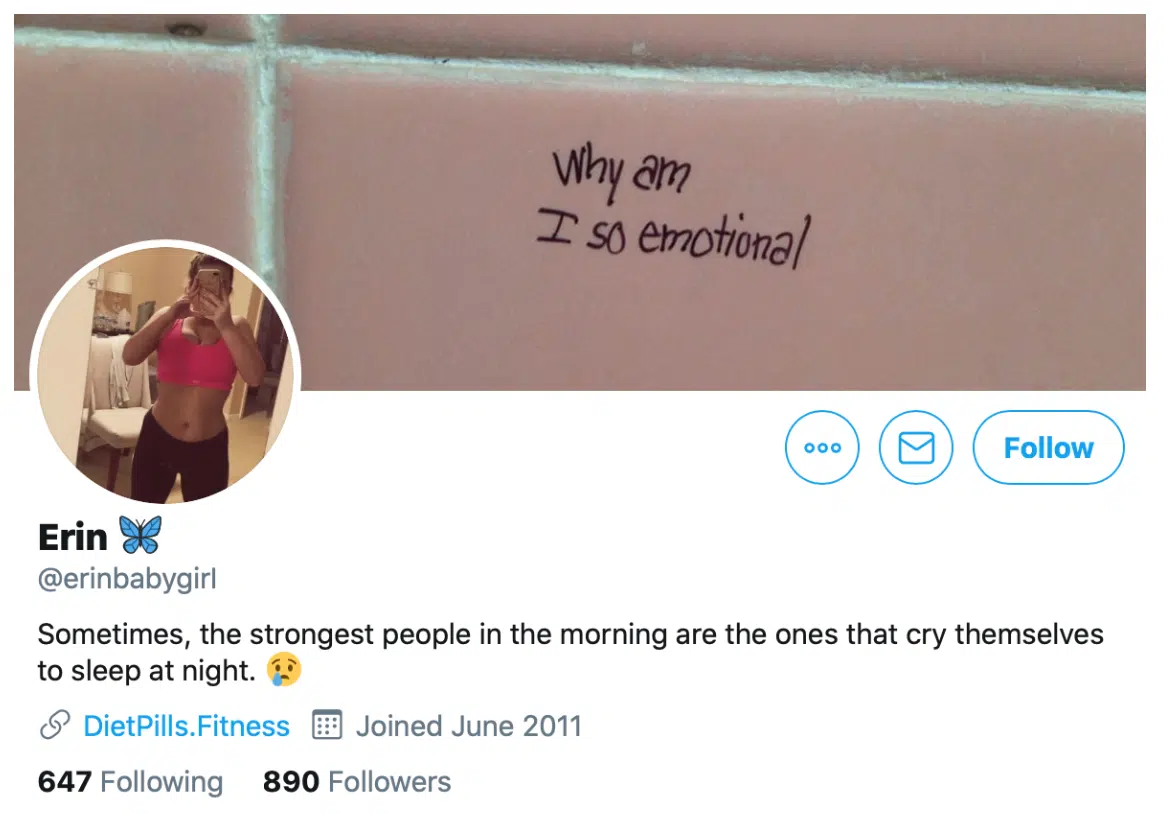 Why am
I so emotional
Follow
Erin 🦋
@erinbabygirl
Sometimes, the strongest people in the morning are the ones that cry themselves
to sleep at night. 😢
DietPills.Fitness Joined June 2011
647 Following 890 Followers